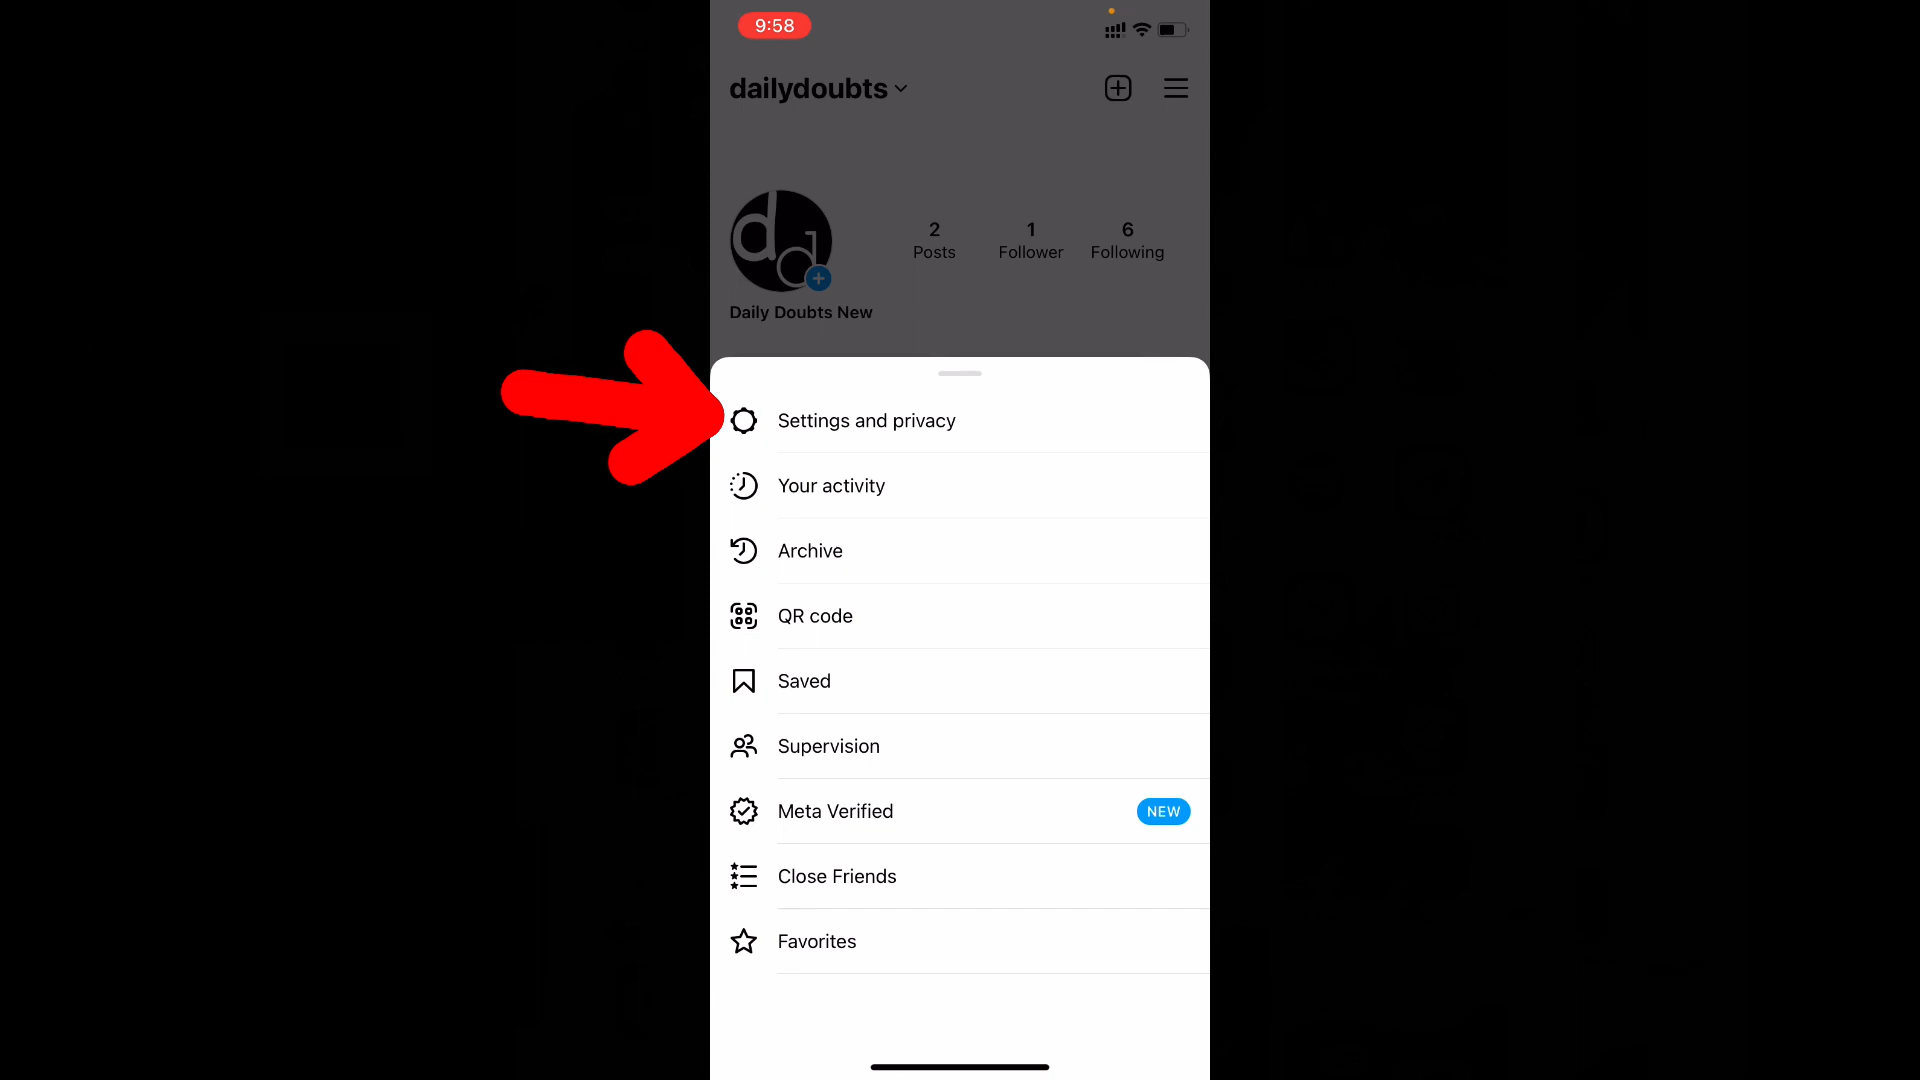 9:58
dailydoubts
2 1 6
Posts Follower Following
Daily Doubts New
Settings and privacy
Your activity
Archive
QR code
Saved
Supervision
Meta Verified NEW
Close Friends
Favorites